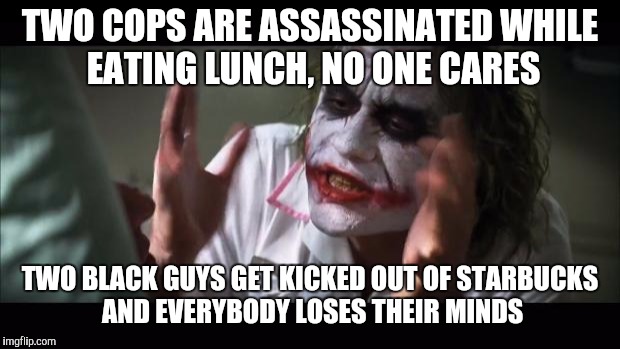 TWO COPS ARE ASSASSINATED WHILE
EATING LUNCH, NO ONE CARES
TWO BLACK GUYS GET KICKED OUT OF STARBUCKS
AND EVERYBODY LOSES THEIR MINDS
imgflip.com